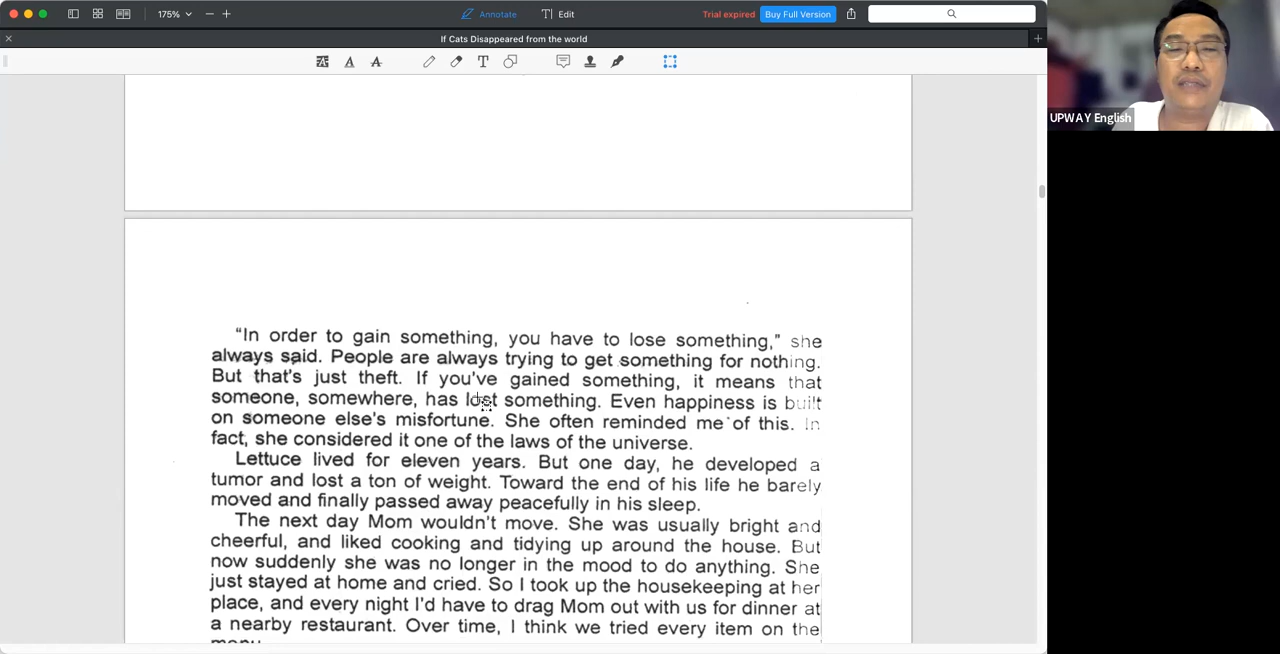 175%
Annotate
T Edit
Trial expired
Buy Full Version
If Cats Disappeared from the world
UPWAY English
“In order to gain something, you have to lose something,” she
always said. People are always trying to get something for nothing.
But that's just theft. If you've gained something, it means that
someone, somewhere, has lost something. Even happiness is built
on someone else's misfortune. She often reminded me of this. In
fact, she considered it one of the laws of the universe.
Lettuce lived for eleven years. But one day, he developed a
tumor and lost a ton of weight. Toward the end of his life he barely
moved and finally passed away peacefully in his sleep.
The next day Mom wouldn't move. She was usually bright and
cheerful, and liked cooking and tidying up around the house. But
now suddenly she was no longer in the mood to do anything. She
just stayed at home and cried. So I took up the housekeeping at her
place, and every night I'd have to drag Mom out with us for dinner at
a nearby restaurant. Over time, I think we tried every item on the